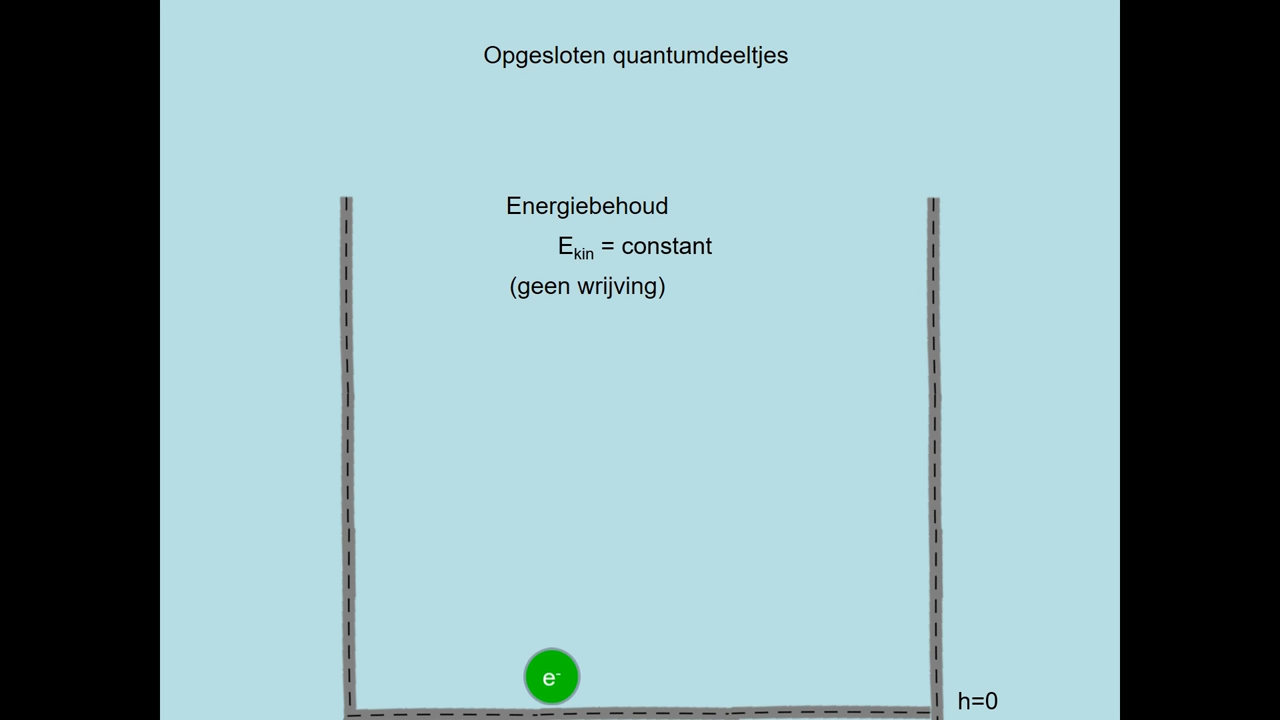 Opgesloten quantumdeeltjes
Energiebehoud
Ekin = constant
(geen wrijving)
e-
h=0